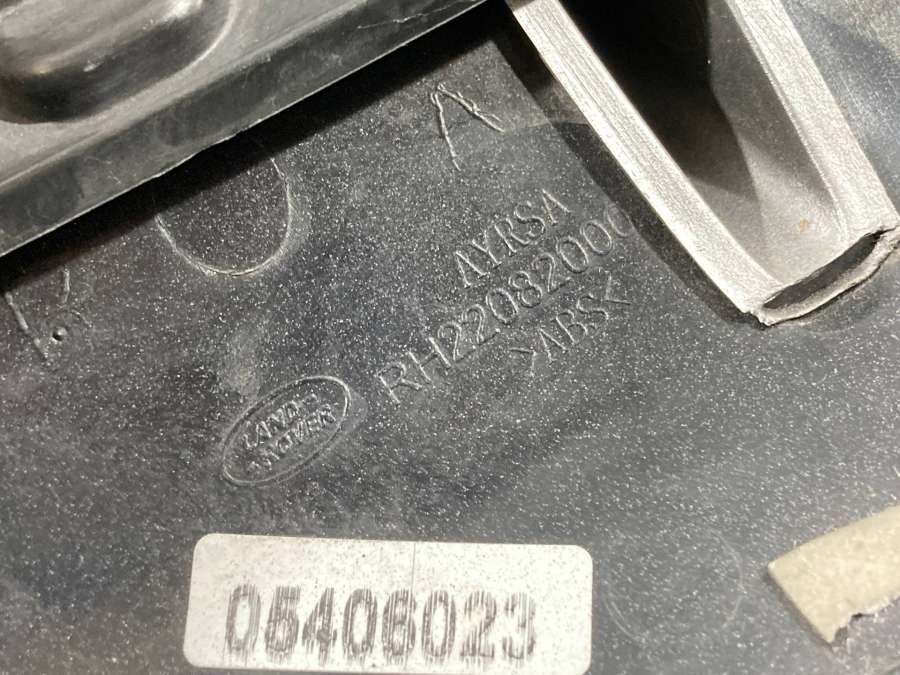 AYRSA
RH22082000
>ABS<
LAND-
-ROVER
05406023